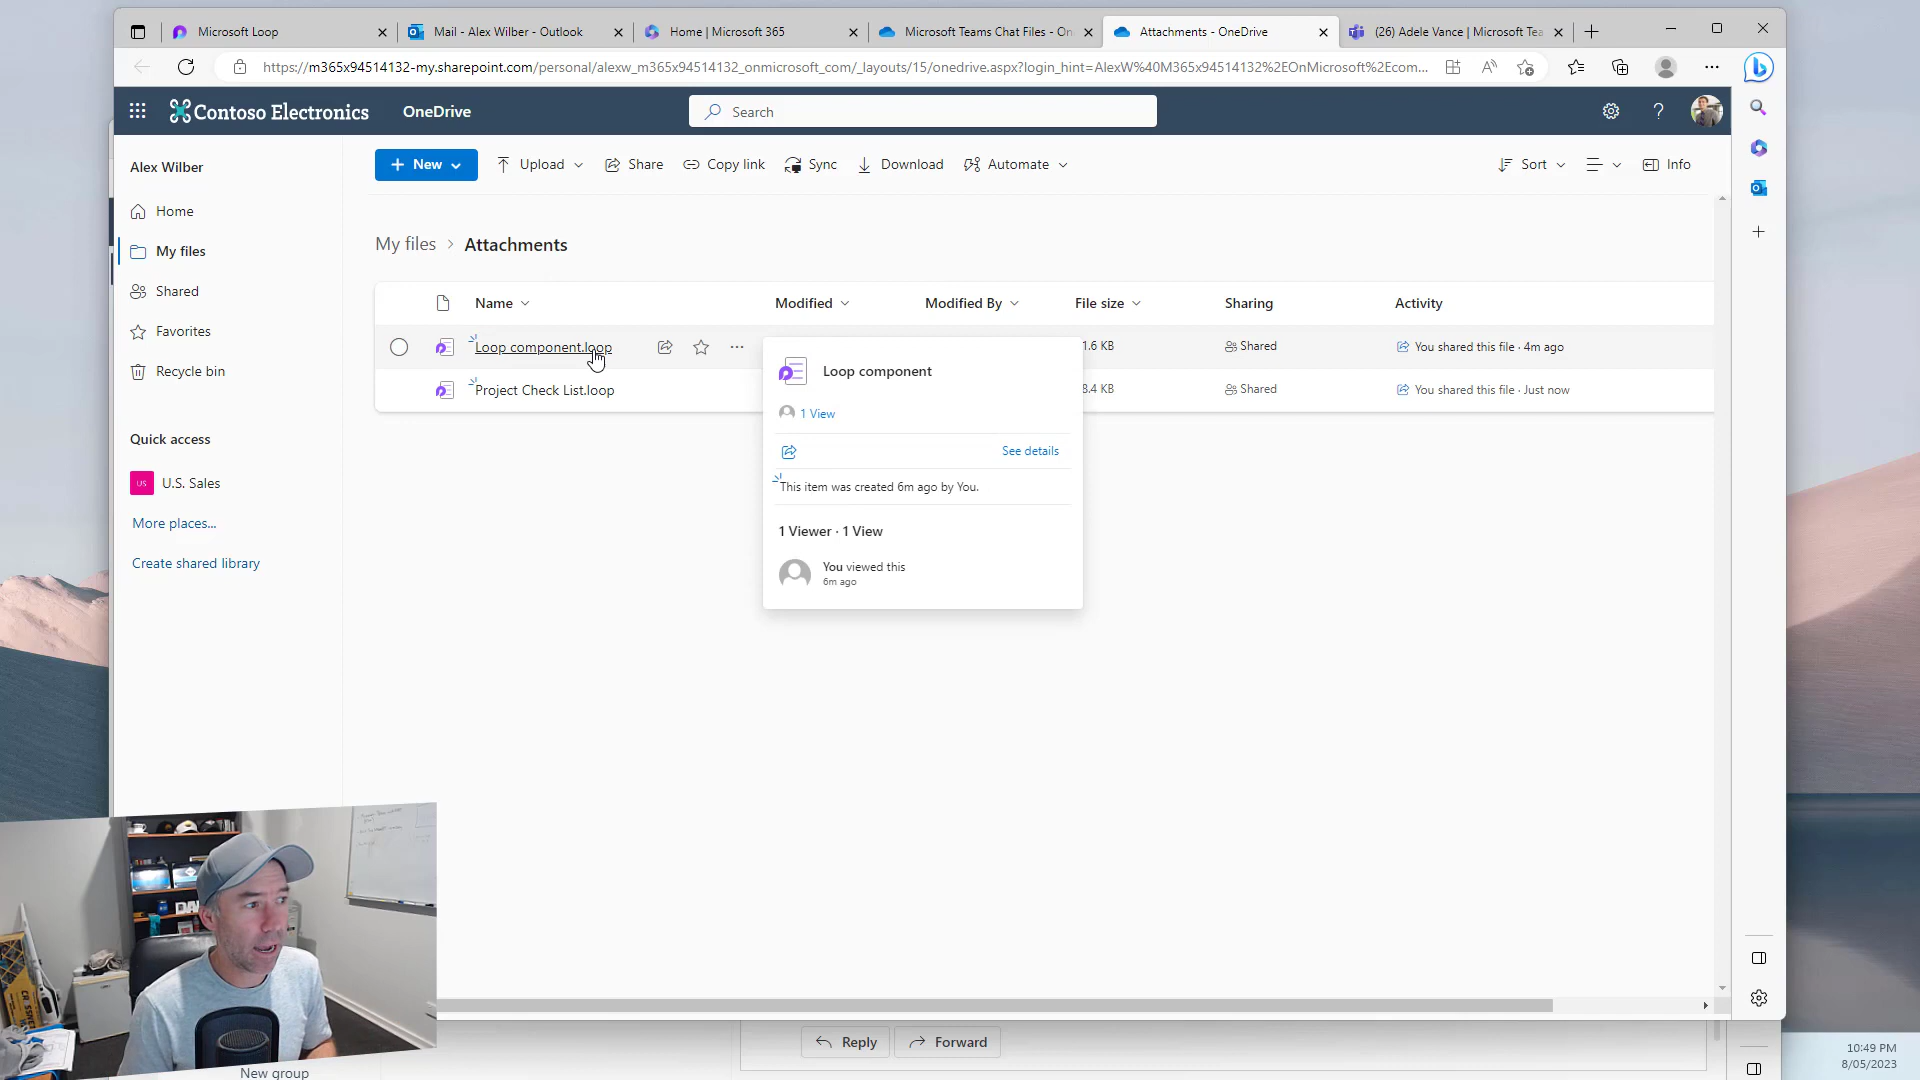 Microsoft Loop
Mail - Alex Wilber - Outlook
Home | Microsoft 365
Microsoft Teams Chat Files - On
Attachments - OneDrive
(26) Adele Vance | Microsoft Tea
https://m365x94514132-my.sharepoint.com/personal/alexw_m365x94514132_onmicrosoft_com/_layouts/15/onedrive.aspx?login_hint=AlexW%40M365x94514132%2EOnMicrosoft%2Ecom...
Contoso Electronics
OneDrive
Search
Alex Wilber
Home
My files
Shared
Favorites
Recycle bin
Quick access
US
U.S. Sales
More places...
Create shared library
New
Upload
Share
Copy link
Sync
Download
Automate
Sort
Info
My files > Attachments
Name
Modified
Modified By
File size
Sharing
Activity
Loop component.loop
1.6 KB
Shared
You shared this file · 4m ago
Project Check List.loop
8.4 KB
Shared
You shared this file · Just now
Loop component
1 View
See details
This item was created 6m ago by You.
1 Viewer · 1 View
You viewed this
6m ago
Reply
Forward
New group
10:49 PM
8/05/2023